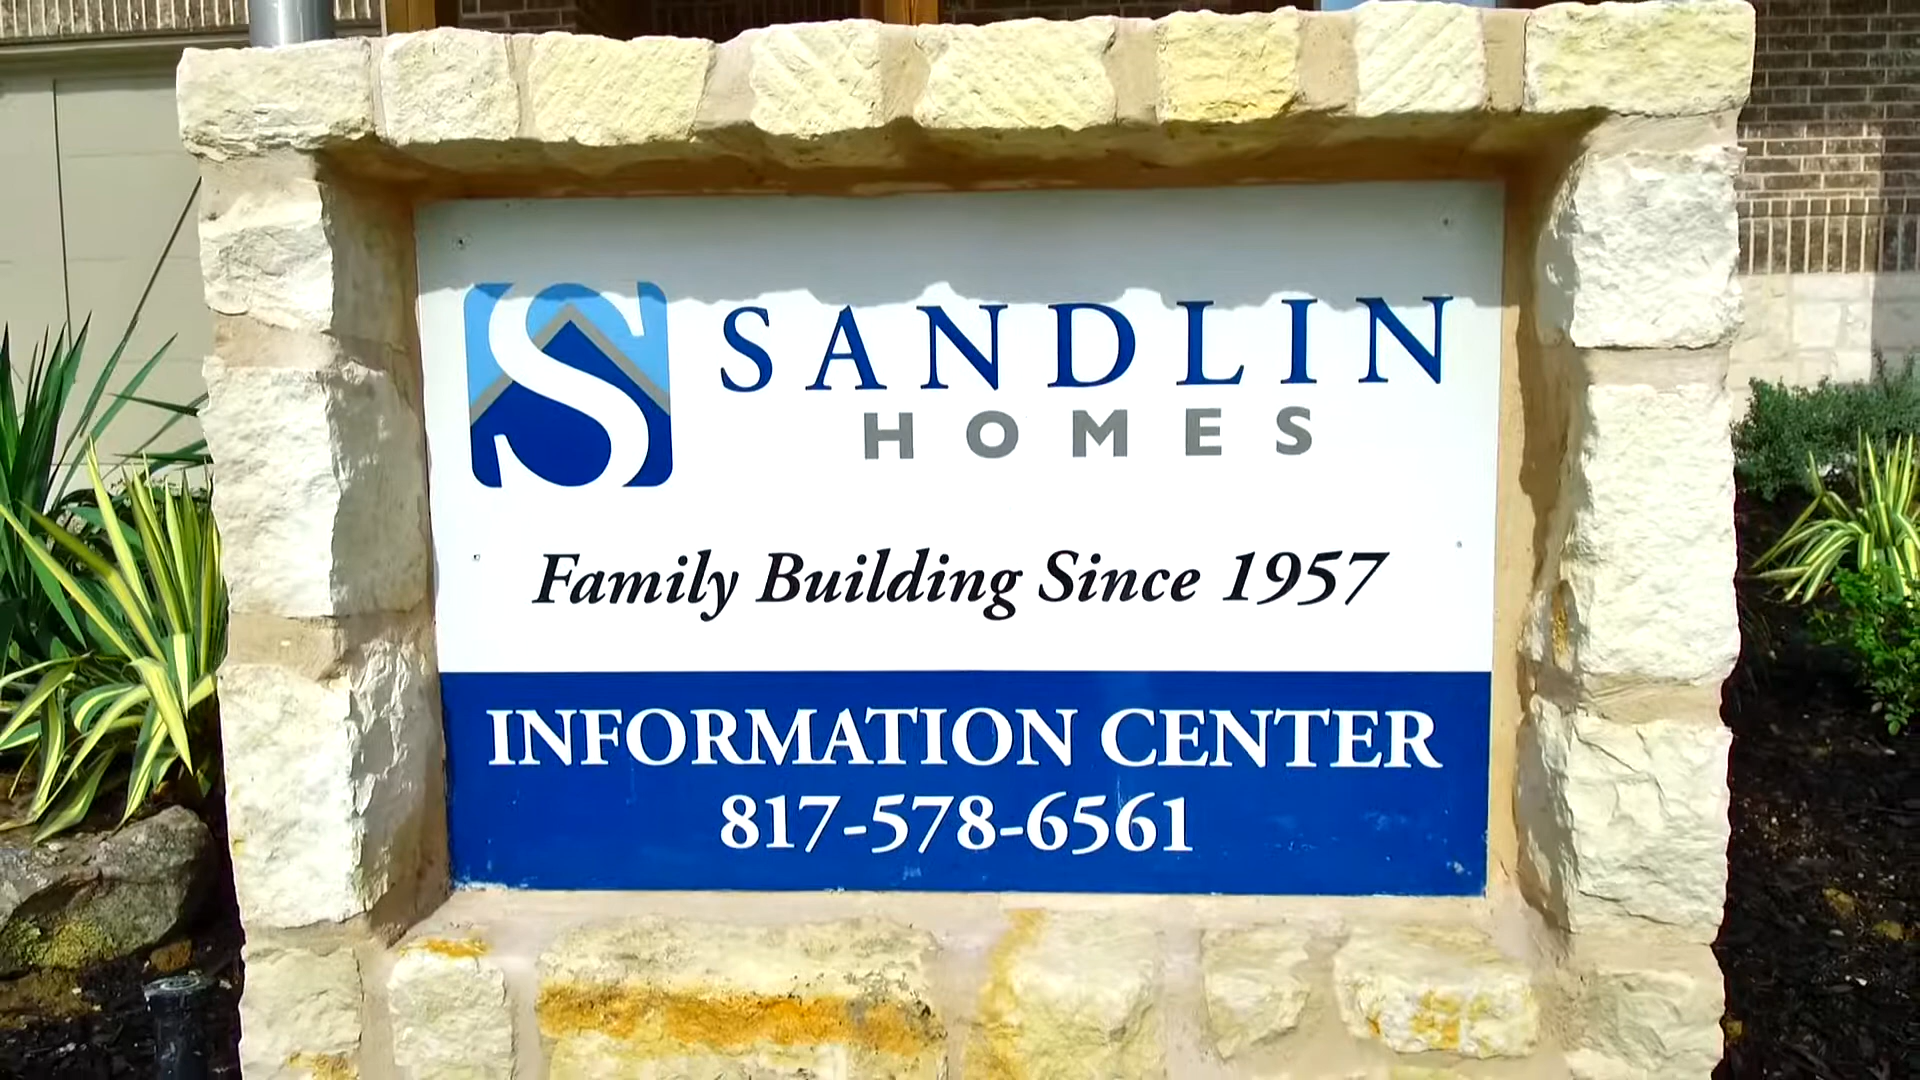 S SANDLIN
HOMES
Family Building Since 1957
INFORMATION CENTER
817-578-6561